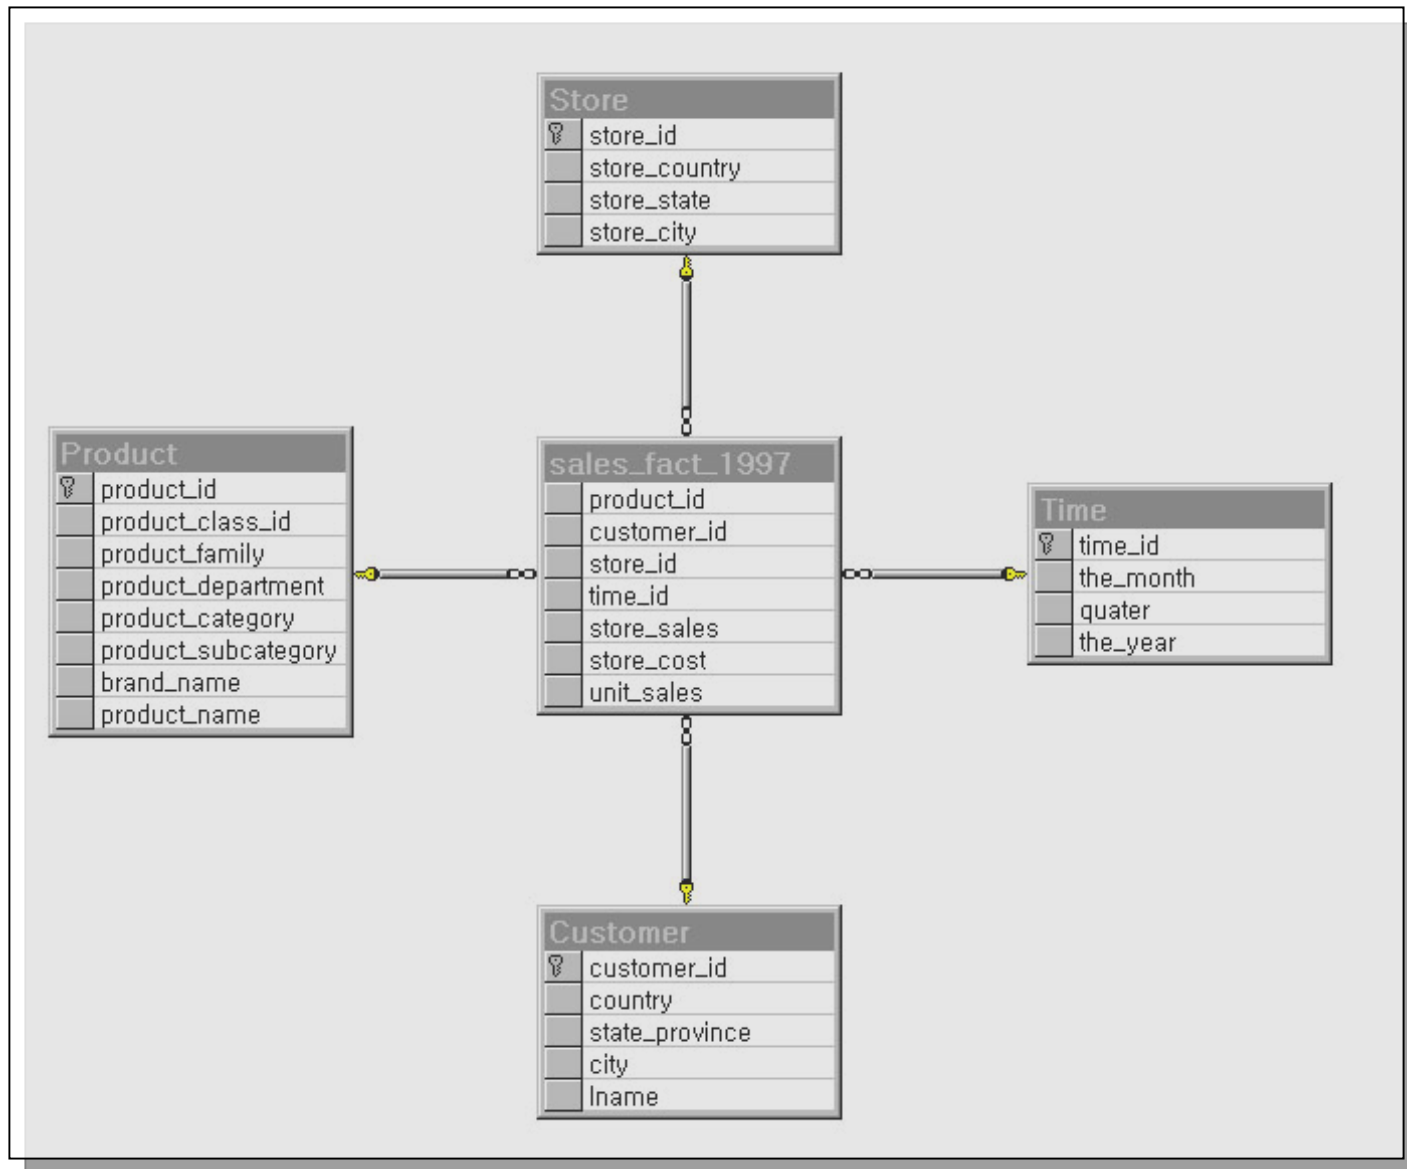 Store
store_id
store_country
store_state
store_city
Product
product_id
product_class_id
product_family
product_department
product_category
product_subcategory
brand_name
product_name
sales_fact_1997
product_id
customer_id
store_id
time_id
store_sales
store_cost
unit_sales
Time
time_id
the_month
quater
the_year
Customer
customer_id
country
state_province
city
lname